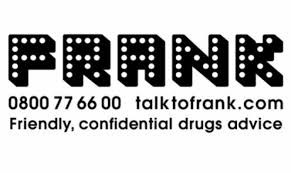 FRANK
0800 77 66 00 talktofrank.com
Friendly, confidential drugs advice